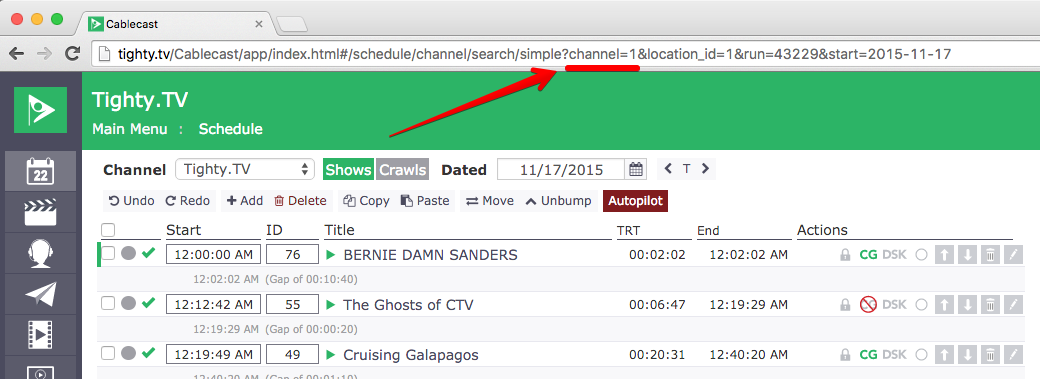 Cablecast
tighty.tv/Cablecast/app/index.html#/schedule/channel/search/simple?channel=1&location_id=1&run=43229&start=2015-11-17
Tighty.TV
Main Menu : Schedule
22
Channel Tighty.TV Shows Crawls Dated 11/17/2015 T
Undo Redo Add Delete Copy Paste Move Unbump Autopilot
Start ID Title TRT End Actions
12:00:00 AM 76 BERNIE DAMN SANDERS 00:02:02 12:02:02 AM CG DSK
12:02:02 AM (Gap of 00:10:40)
12:12:42 AM 55 The Ghosts of CTV 00:06:47 12:19:29 AM CG DSK
12:19:29 AM (Gap of 00:00:20)
12:19:49 AM 49 Cruising Galapagos 00:20:31 12:40:20 AM CG DSK
12:40:20 AM (Gap of 00:01:10)